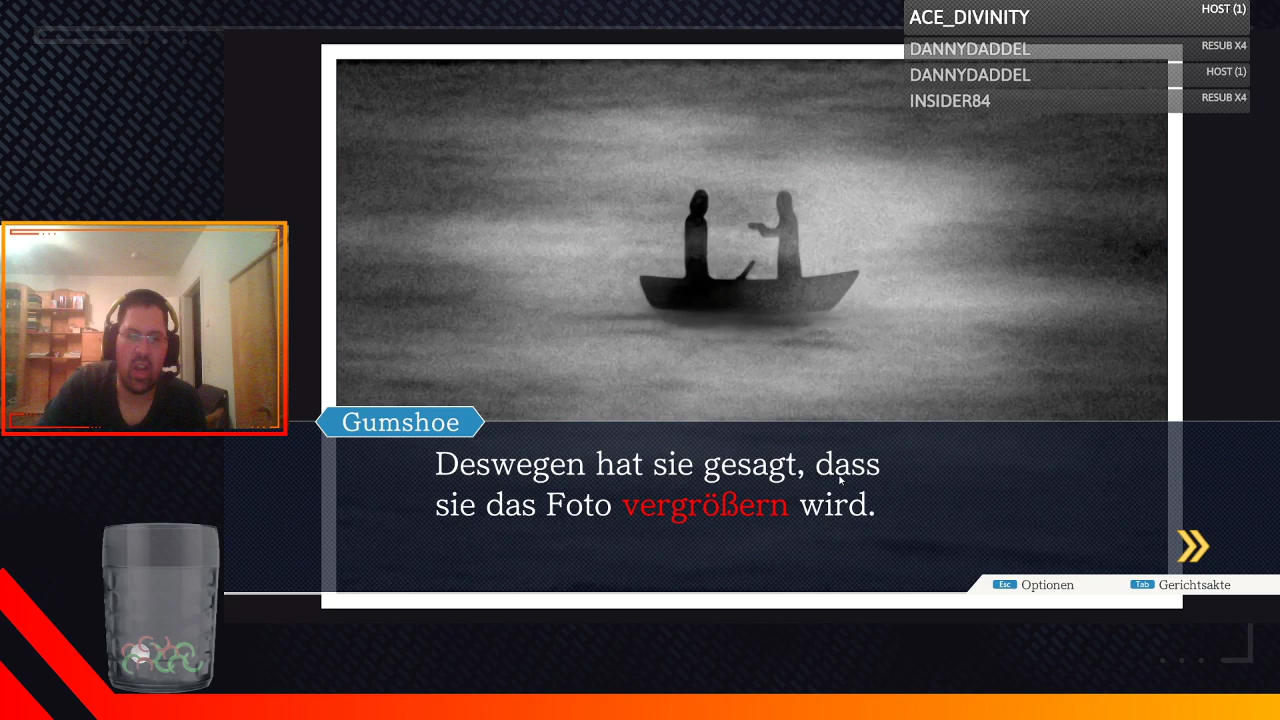 ACE_DIVINITY HOST (1)
DANNYDADDEL RESUB X4
DANNYDADDEL HOST (1)
INSIDER84 RESUB X4
Gumshoe
Deswegen hat sie gesagt, dass
sie das Foto vergrößern wird.
Esc Optionen Tab Gerichtsakte